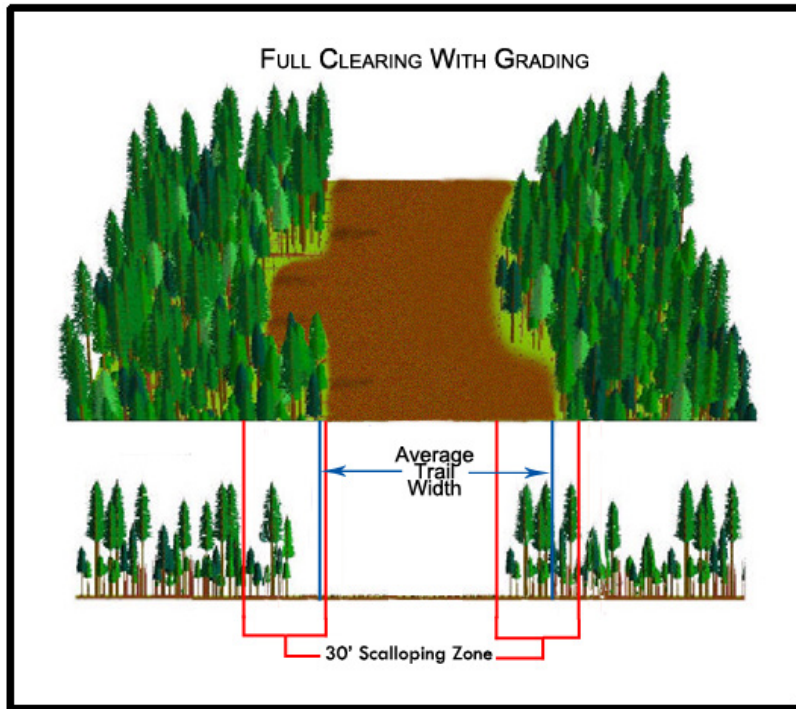 FULL CLEARING WITH GRADING
Average
Trail
Width
30' Scalloping Zone